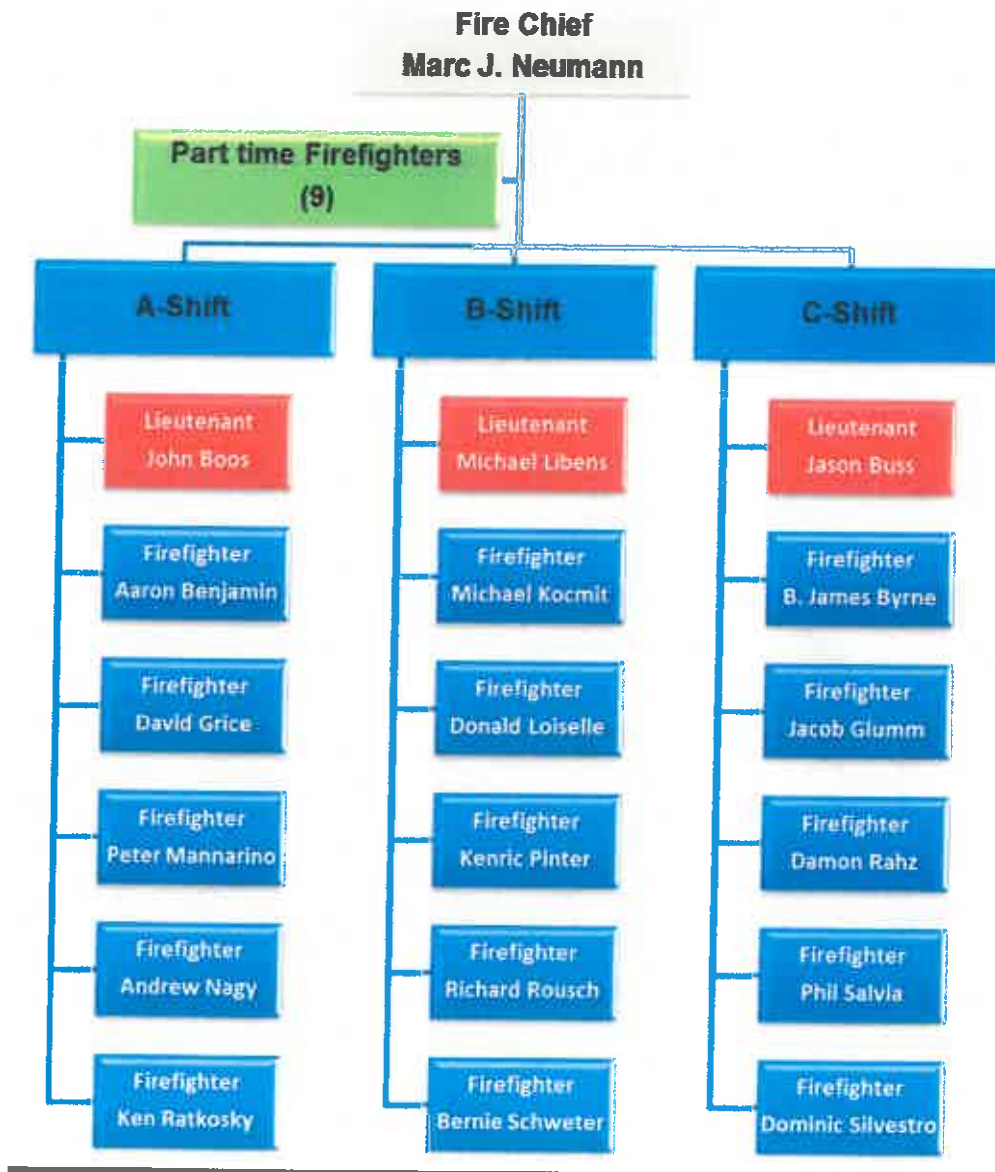 Fire Chief
Marc J. Neumann
Part time Firefighters
(9)
A-Shift
Lieutenant
John Boos
Firefighter
Aaron Benjamin
Firefighter
David Grice
Firefighter
Peter Mannarino
Firefighter
Andrew Nagy
Firefighter
Ken Ratkosky
B-Shift
Lieutenant
Michael Libens
Firefighter
Michael Kocmit
Firefighter
Donald Loiselle
Firefighter
Kenric Pinter
Firefighter
Richard Rousch
Firefighter
Bernie Schweter
C-Shift
Lieutenant
Jason Buss
Firefighter
B. James Byrne
Firefighter
Jacob Glumm
Firefighter
Damon Rahz
Firefighter
Phil Salvia
Firefighter
Dominic Silvestro